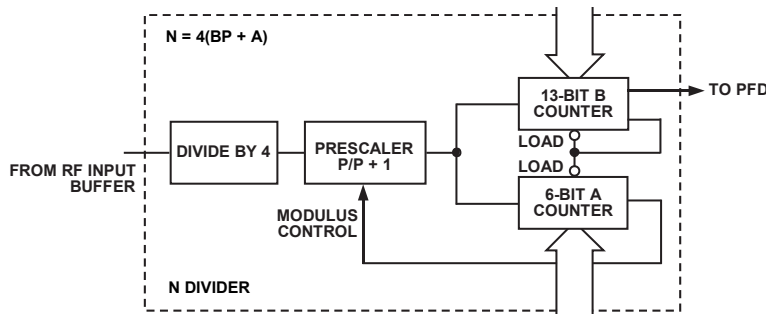 N = 4(BP + A)
13-BIT B
COUNTER
TO PFD
DIVIDE BY 4
PRESCALER
P/P + 1
LOAD
LOAD
FROM RF INPUT
BUFFER
6-BIT A
COUNTER
MODULUS
CONTROL
N DIVIDER